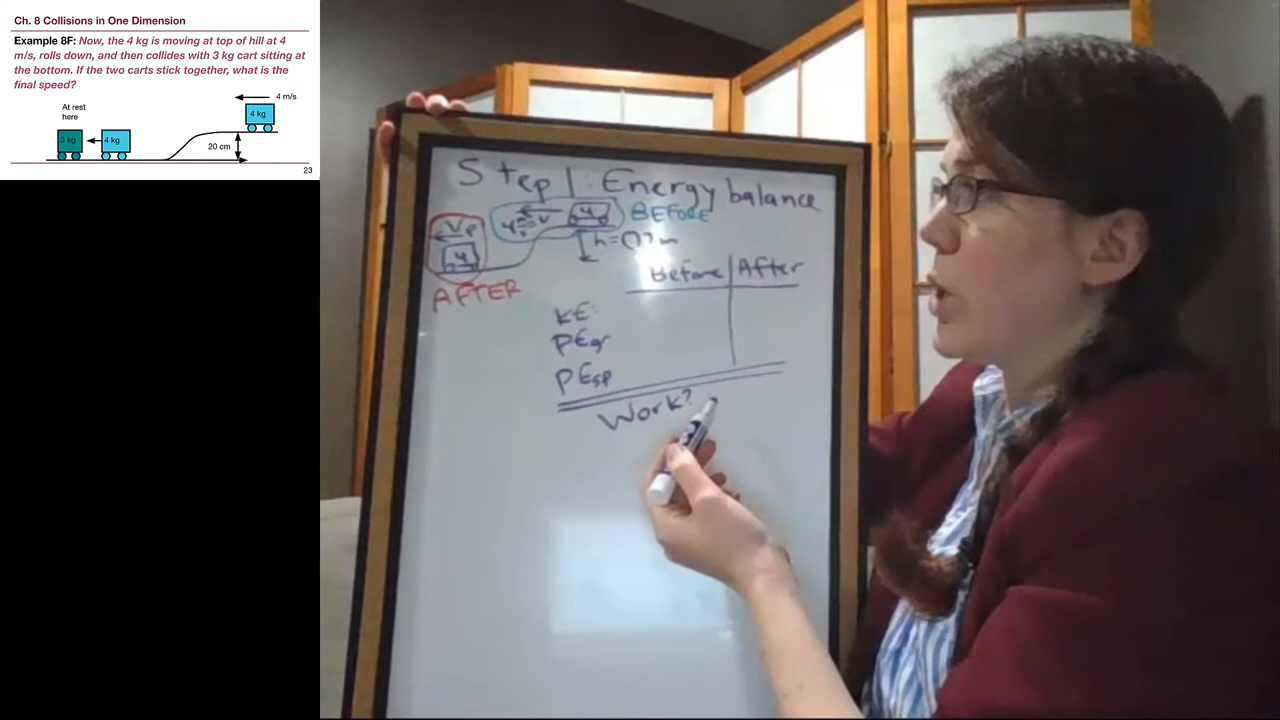 Ch. 8 Collisions in One Dimension
Example 8F: Now, the 4 kg is moving at top of hill at 4
m/s, rolls down, and then collides with 3 kg cart sitting at
the bottom. If the two carts stick together, what is the
final speed?
4 m/s
At rest
here
4 kg
3 kg
4 kg
20 cm
23
Step 1: Energy balance
4 BEFORE
VF
4
h=0.2m
AFTER
Before After
KE
PEgr
PEsp
Work?